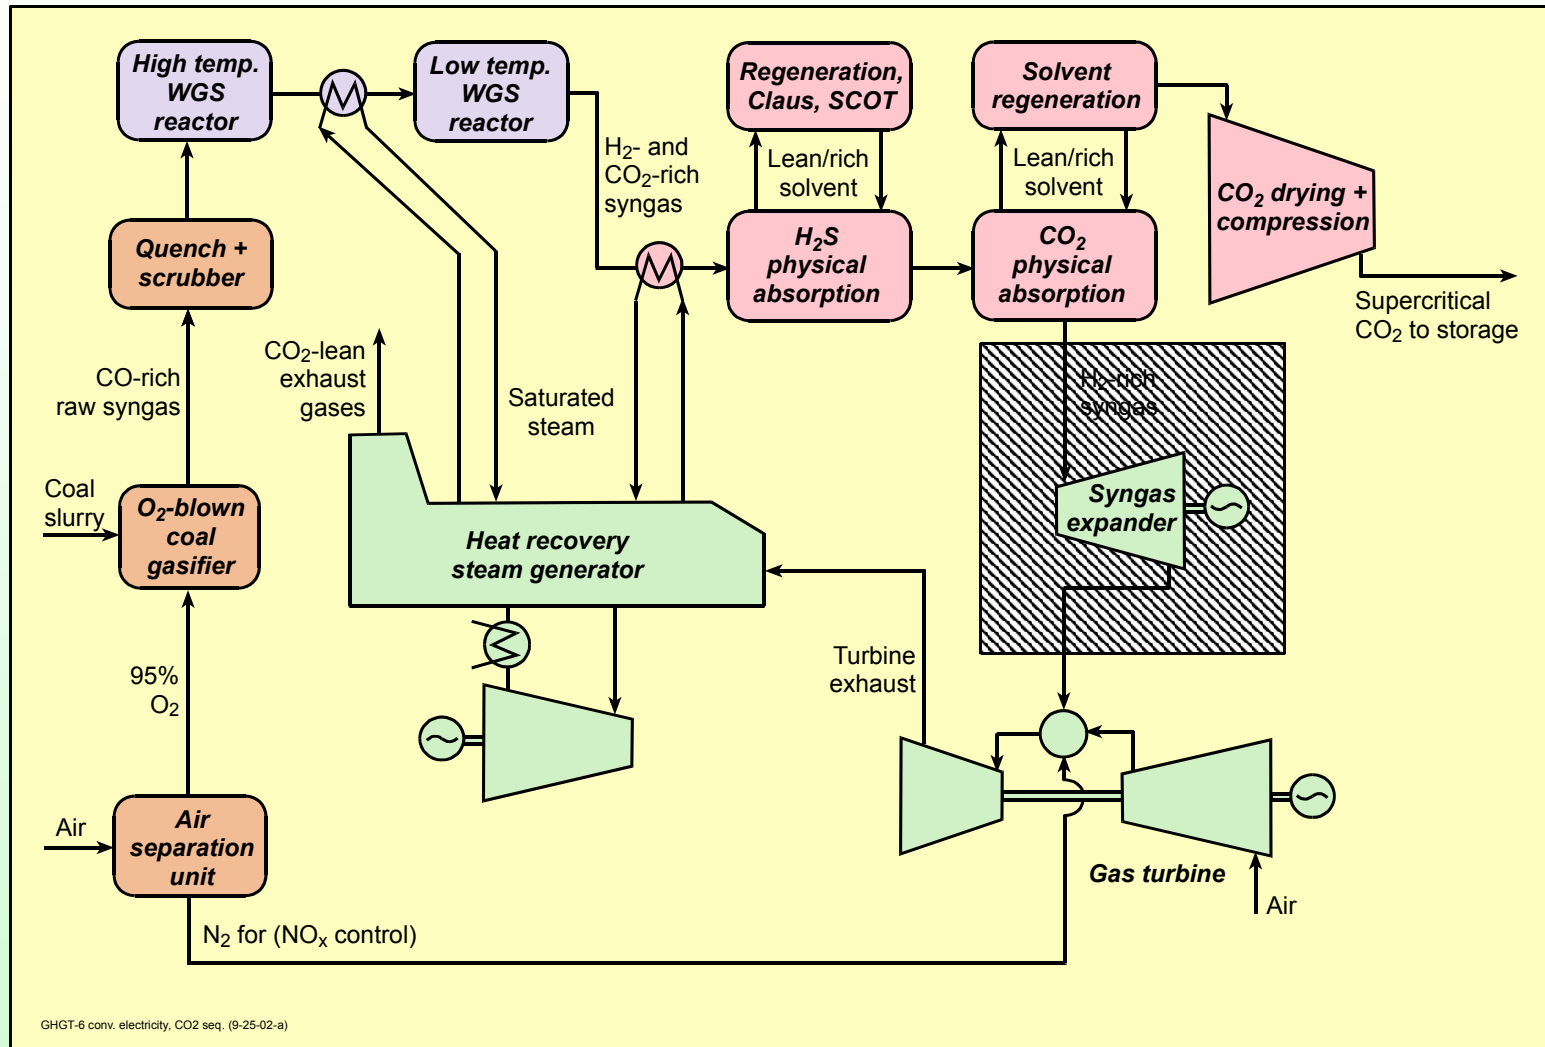 High temp.
WGS
reactor
Low temp.
WGS
reactor
Regeneration,
Claus, SCOT
Solvent
regeneration
H₂- and
CO₂-rich
syngas
Lean/rich
solvent
Lean/rich
solvent
CO₂ drying +
compression
Quench +
scrubber
H₂S
physical
absorption
CO₂
physical
absorption
Supercritical
CO₂ to storage
CO-rich
raw syngas
CO₂-lean
exhaust
gases
Saturated
steam
H₂-rich
syngas
Coal
slurry
O₂-blown
coal
gasifier
Heat recovery
steam generator
Syngas
expander
95%
O₂
Turbine
exhaust
Air
Air
separation
unit
Gas turbine
Air
N₂ for (NOₓ control)
GHGT-6 conv. electricity, CO2 seq. (9-25-02-a)